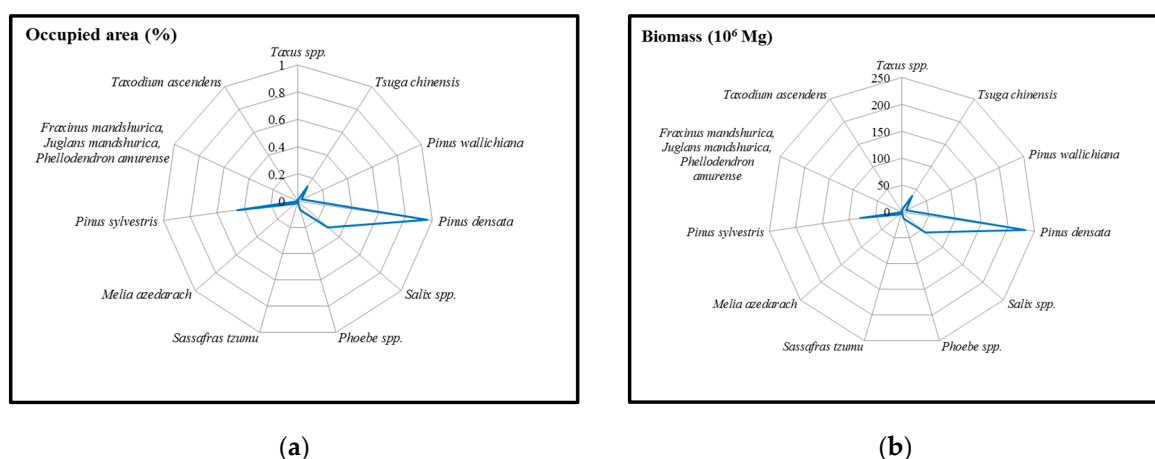 Occupied area (%)
Taxus spp.
1
Taxodium ascendens
Tsuga chinensis
0.8
0.6
Fraxinus mandshurica,
Juglans mandshurica,
Phellodendron amurense
Pinus wallichiana
0.4
0.2
0
Pinus sylvestris
Pinus densata
Melia azedarach
Salix spp.
Sassafras tzumu
Phoebe spp.
(a)
Biomass (10⁶ Mg)
Taxus spp.
250
Taxodium ascendens
Tsuga chinensis
200
150
Fraxinus mandshurica,
Juglans mandshurica,
Phellodendron
amurense
Pinus wallichiana
100
50
0
Pinus sylvestris
Pinus densata
Melia azedarach
Salix spp.
Sassafras tzumu
Phoebe spp.
(b)